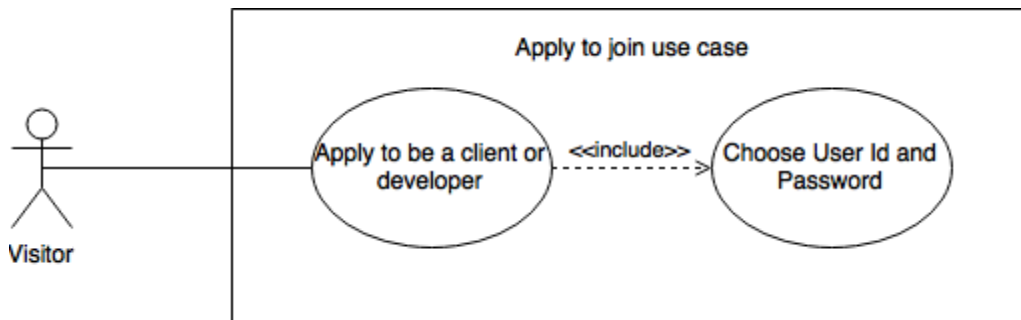 Apply to join use case
Apply to be a client or
developer
<<include>>
Choose User Id and
Password
Visitor